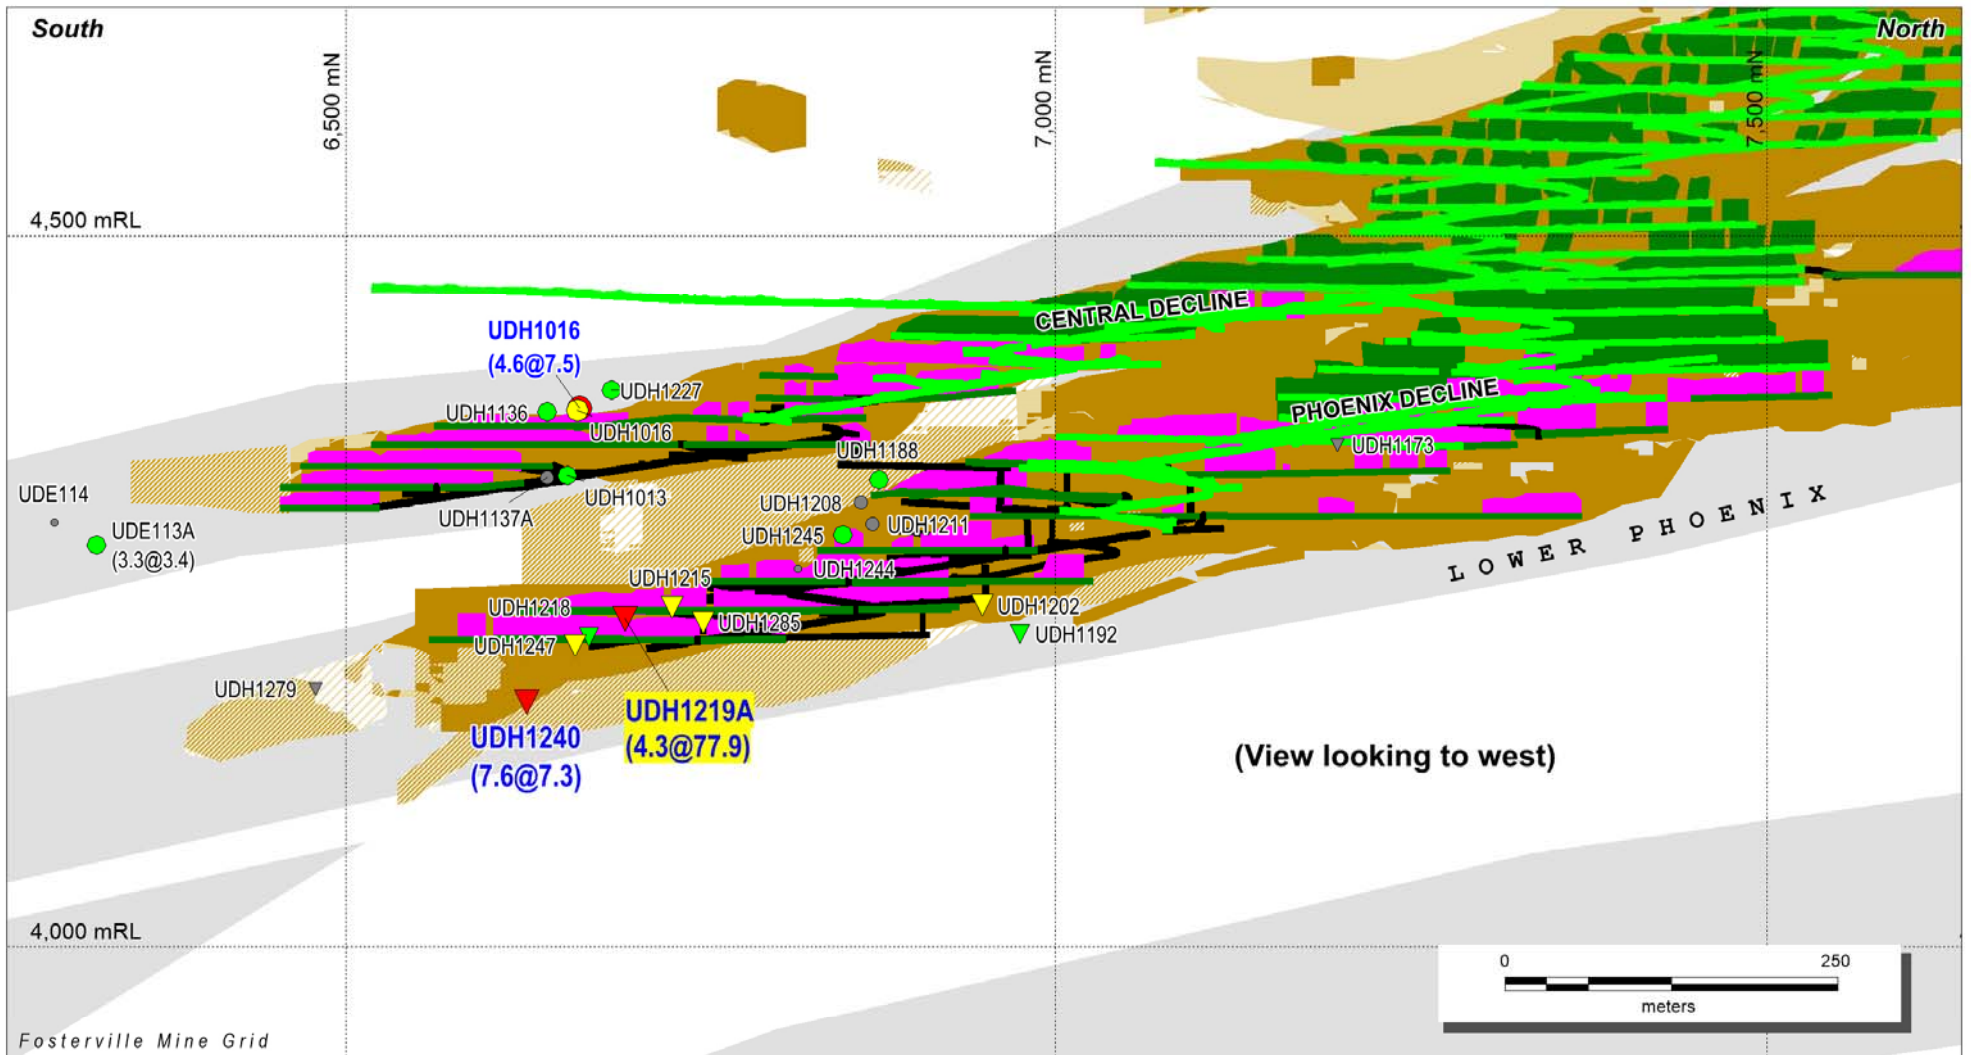 South
North
6,500 mN
7,000 mN
7,500 mN
4,500 mRL
CENTRAL DECLINE
UDH1016
(4.6@7.5)
UDH1227
UDH1136
UDH1016
PHOENIX DECLINE
UDH1188
UDH1173
UDE114
UDH1013
UDH1137A
UDH1208
UDH1211
UDE113A
(3.3@3.4)
UDH1245
LOWER PHOENIX
UDH1244
UDH1215
UDH1218
UDH1202
UDH1285
UDH1192
UDH1247
UDH1279
UDH1219A
(4.3@77.9)
UDH1240
(7.6@7.3)
(View looking to west)
4,000 mRL
0 250
meters
Fosterville Mine Grid